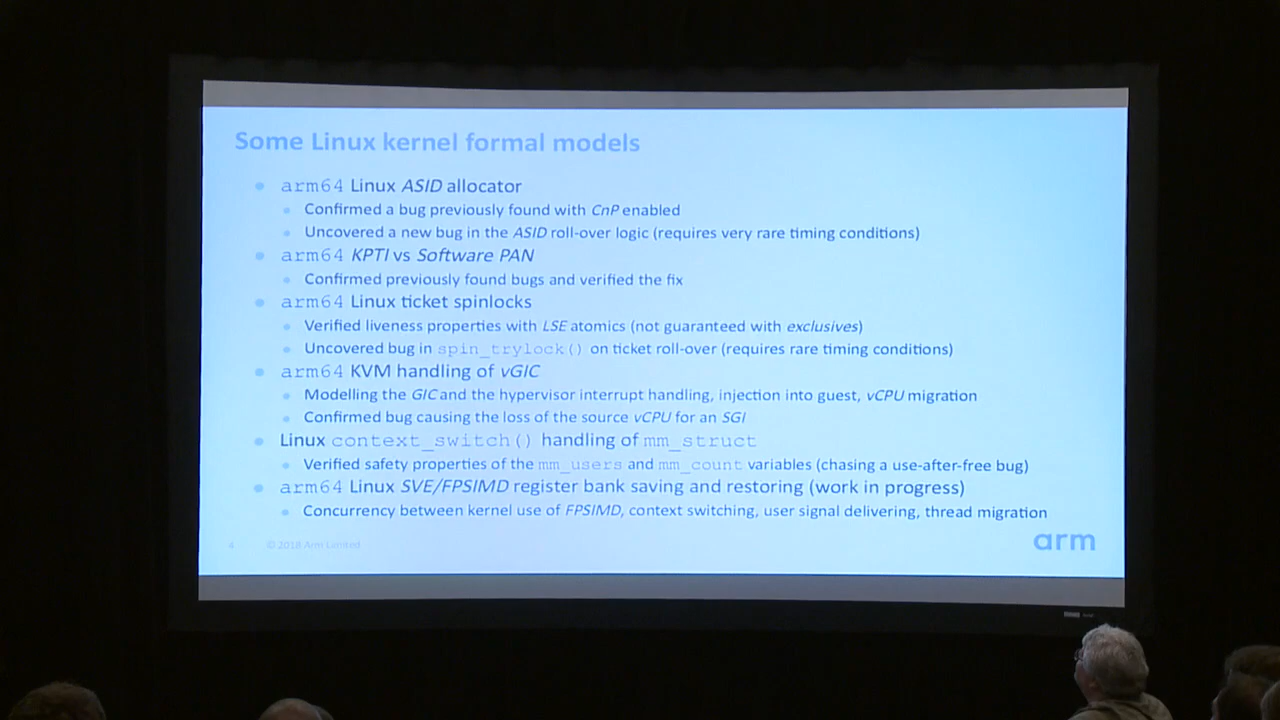 Some Linux kernel formal models
• arm64 Linux ASID allocator
• Confirmed a bug previously found with CnP enabled
• Uncovered a new bug in the ASID roll-over logic (requires very rare timing conditions)
• arm64 KPTI vs Software PAN
• Confirmed previously found bugs and verified the fix
• arm64 Linux ticket spinlocks
• Verified liveness properties with LSE atomics (not guaranteed with exclusives)
• Uncovered bug in spin_trylock() on ticket roll-over (requires rare timing conditions)
• arm64 KVM handling of vGIC
• Modelling the GIC and the hypervisor interrupt handling, injection into guest, vCPU migration
• Confirmed bug causing the loss of the source vCPU for an SGI
• Linux context_switch() handling of mm_struct
• Verified safety properties of the mm_users and mm_count variables (chasing a use-after-free bug)
• arm64 Linux SVE/FPSIMD register bank saving and restoring (work in progress)
• Concurrency between kernel use of FPSIMD, context switching, user signal delivering, thread migration
4 © 2018 Arm Limited
arm